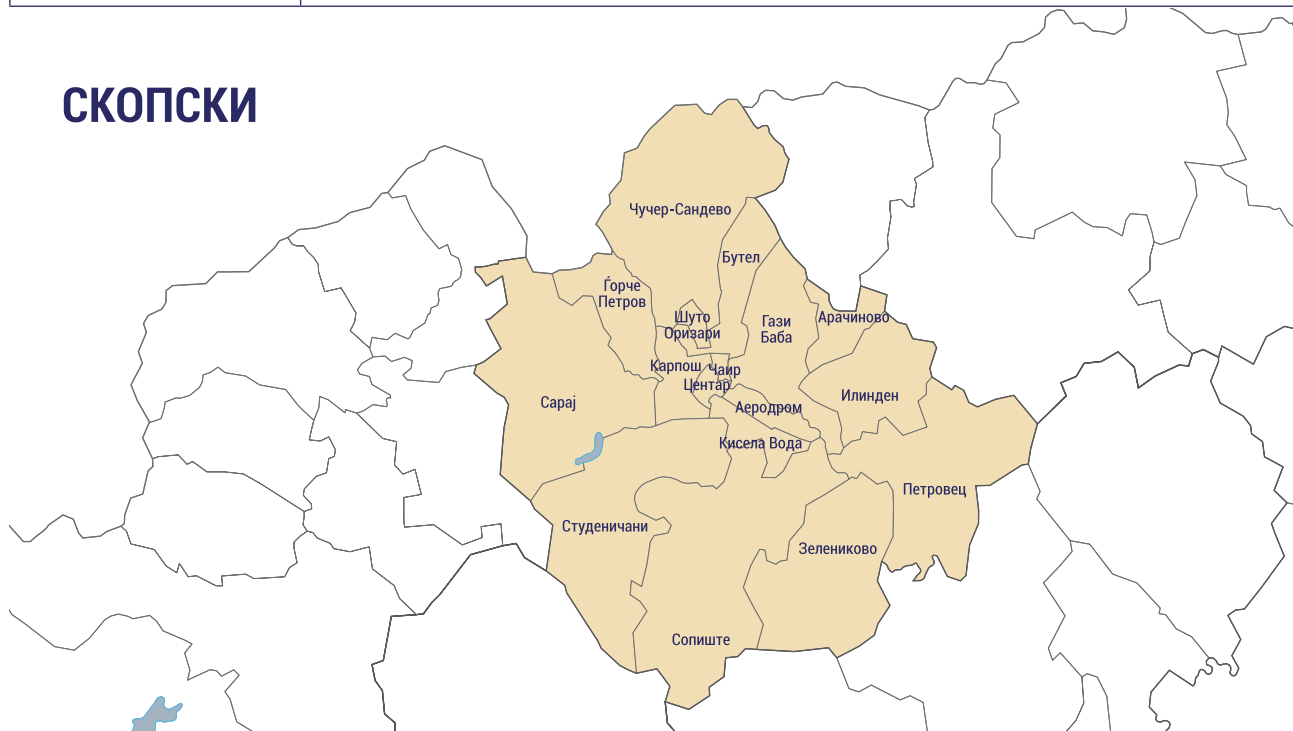 СКОПСКИ
Чучер-Сандево
Бутел
Ѓорче
Петров
Шуто
Оризари
Гази
Баба
Арачиново
Карпош
Чаир
Центар
Сарај
Аеродром
Илинден
Кисела Вода
Петровец
Студеничани
Зелениково
Сопиште